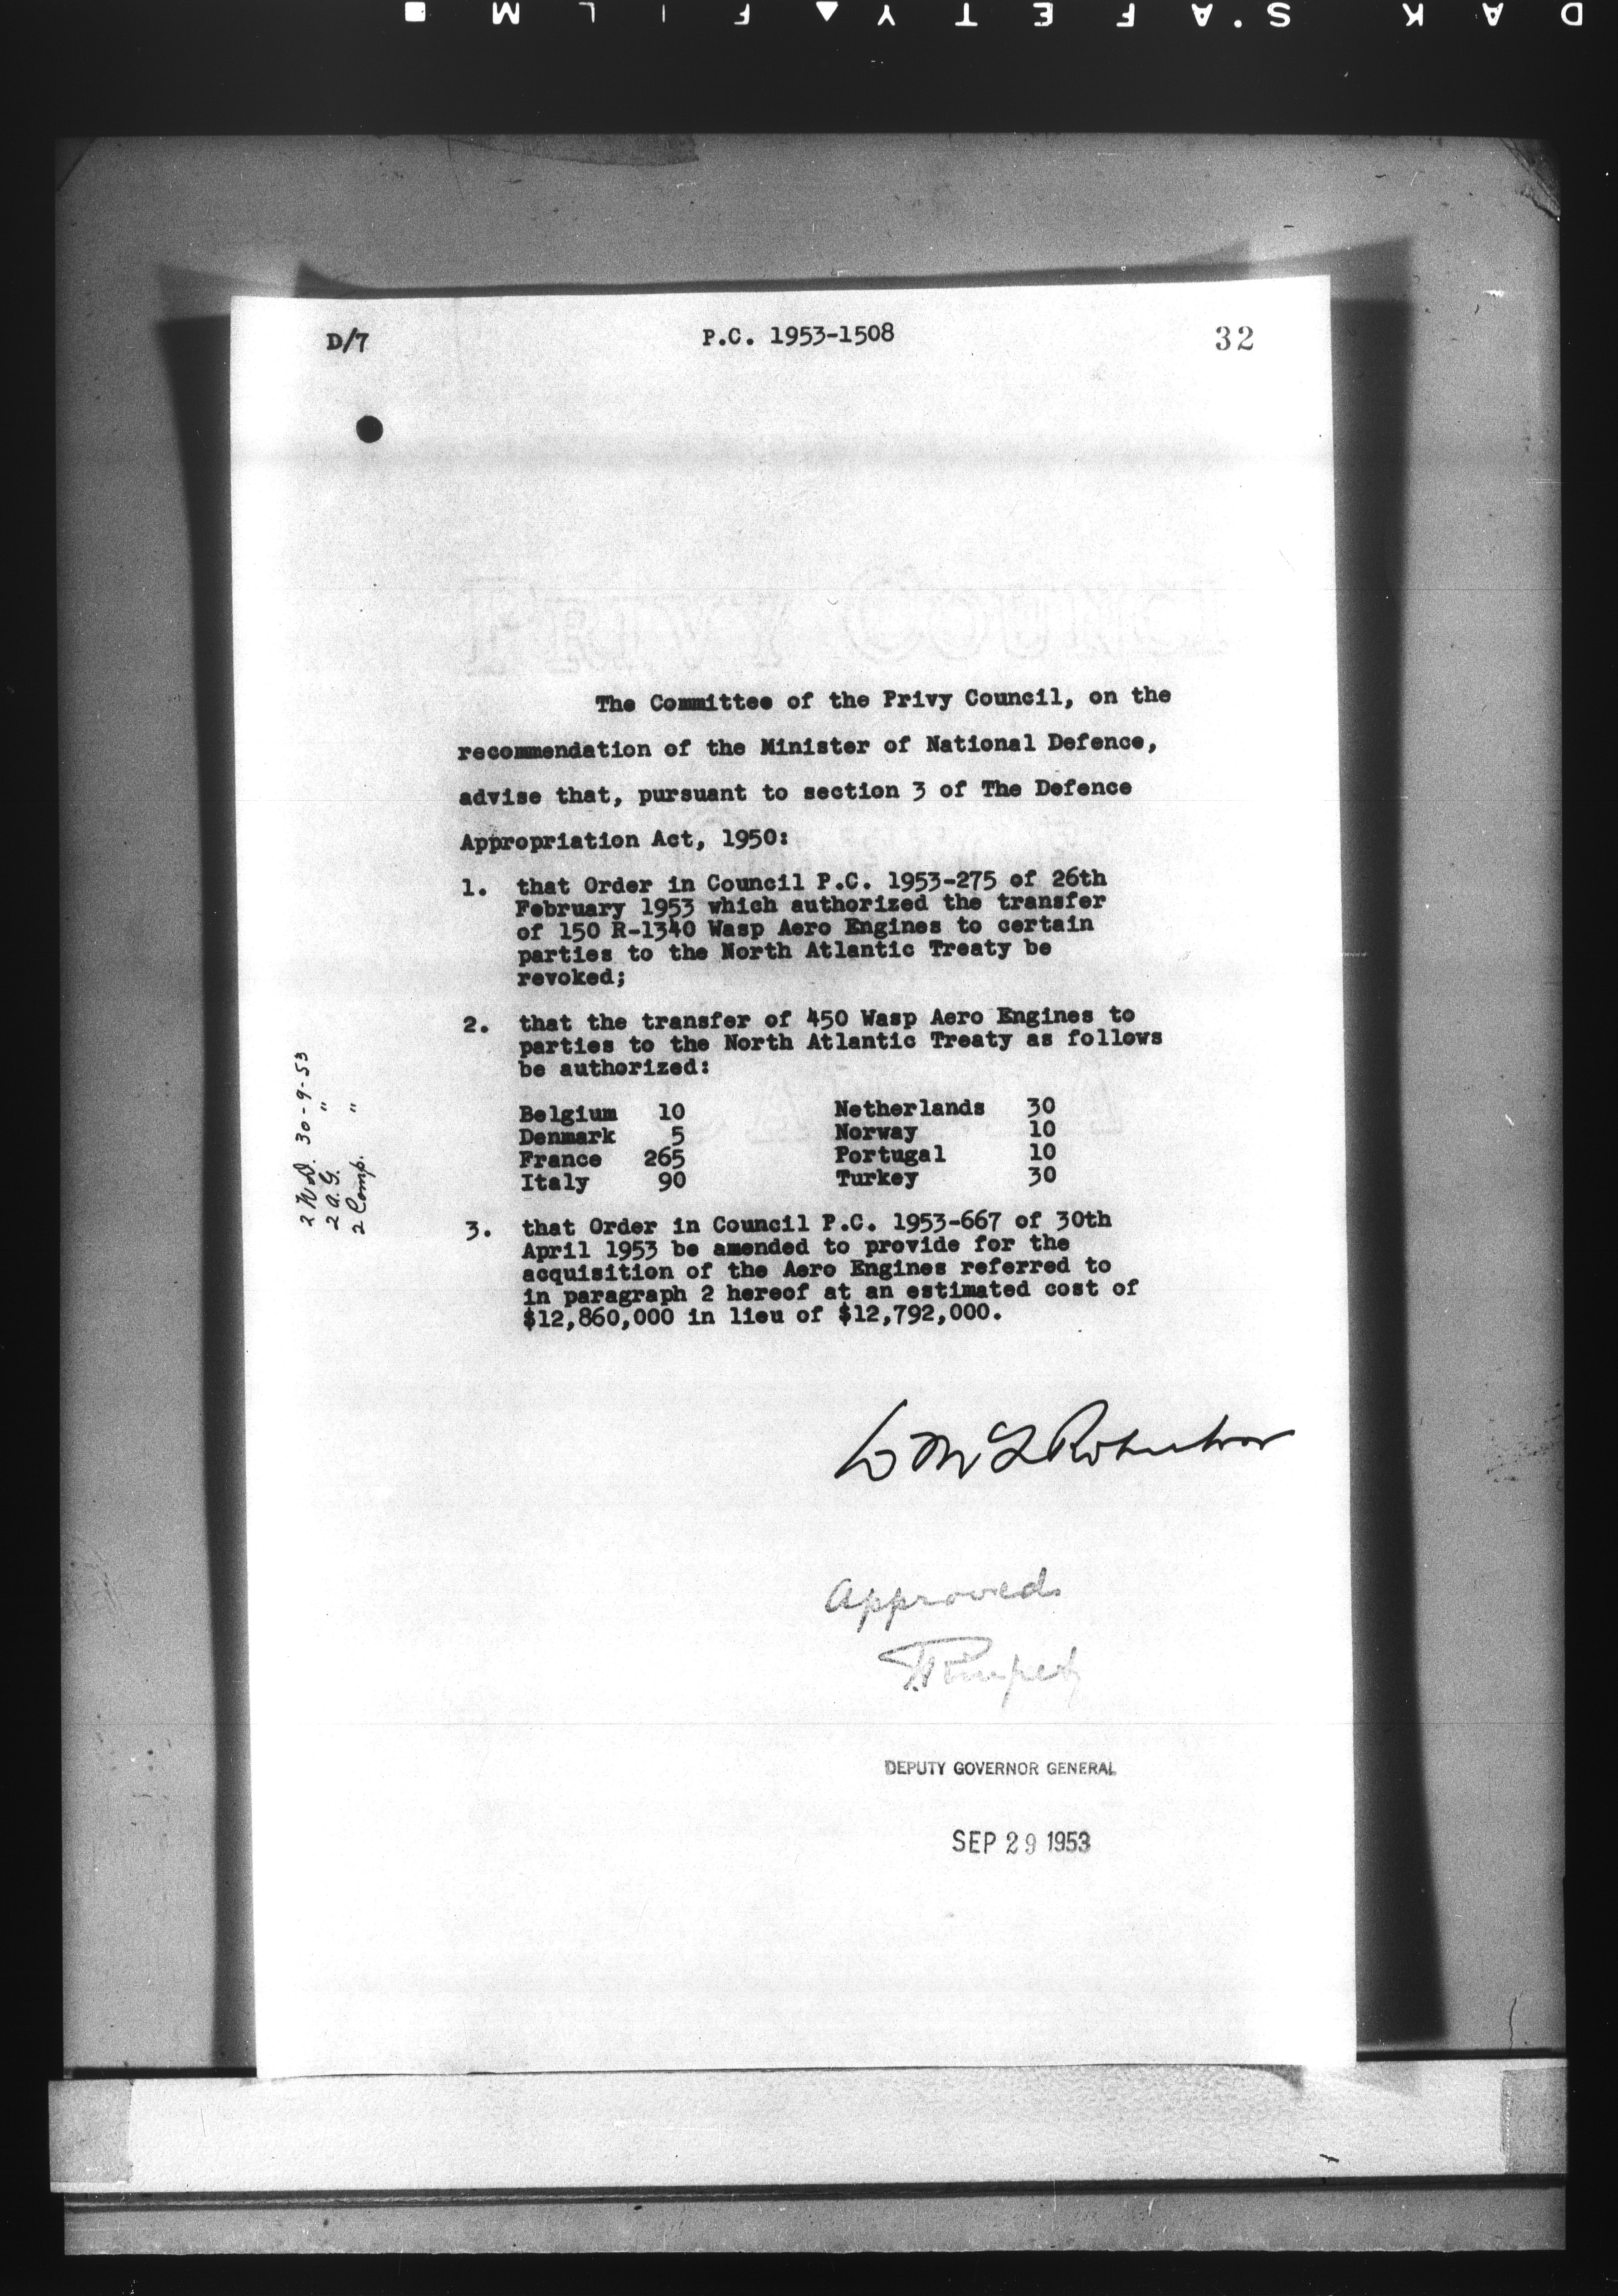 D/7 P.C. 1953-1508 32
The Committee of the Privy Council, on the
recommendation of the Minister of National Defence,
advise that, pursuant to section 3 of The Defence
Appropriation Act, 1950:
1. that Order in Council P.C. 1953-275 of 26th
February 1953 which authorized the transfer
of 150 R-1340 Wasp Aero Engines to certain
parties to the North Atlantic Treaty be
revoked;
2. that the transfer of 450 Wasp Aero Engines to
parties to the North Atlantic Treaty as follows
be authorized:
Belgium 10 Netherlands 30
Denmark 5 Norway 10
France 265 Portugal 10
Italy 90 Turkey 30
3. that Order in Council P.C. 1953-667 of 30th
April 1953 be amended to provide for the
acquisition of the Aero Engines referred to
in paragraph 2 hereof at an estimated cost of
$12,860,000 in lieu of $12,792,000.
2 N.D. 30-9-53
2 A.G. "
2 Comp. "
Approved
DEPUTY GOVERNOR GENERAL
SEP 29 1953
PRIVY COUNCIL
SAFETY FILM